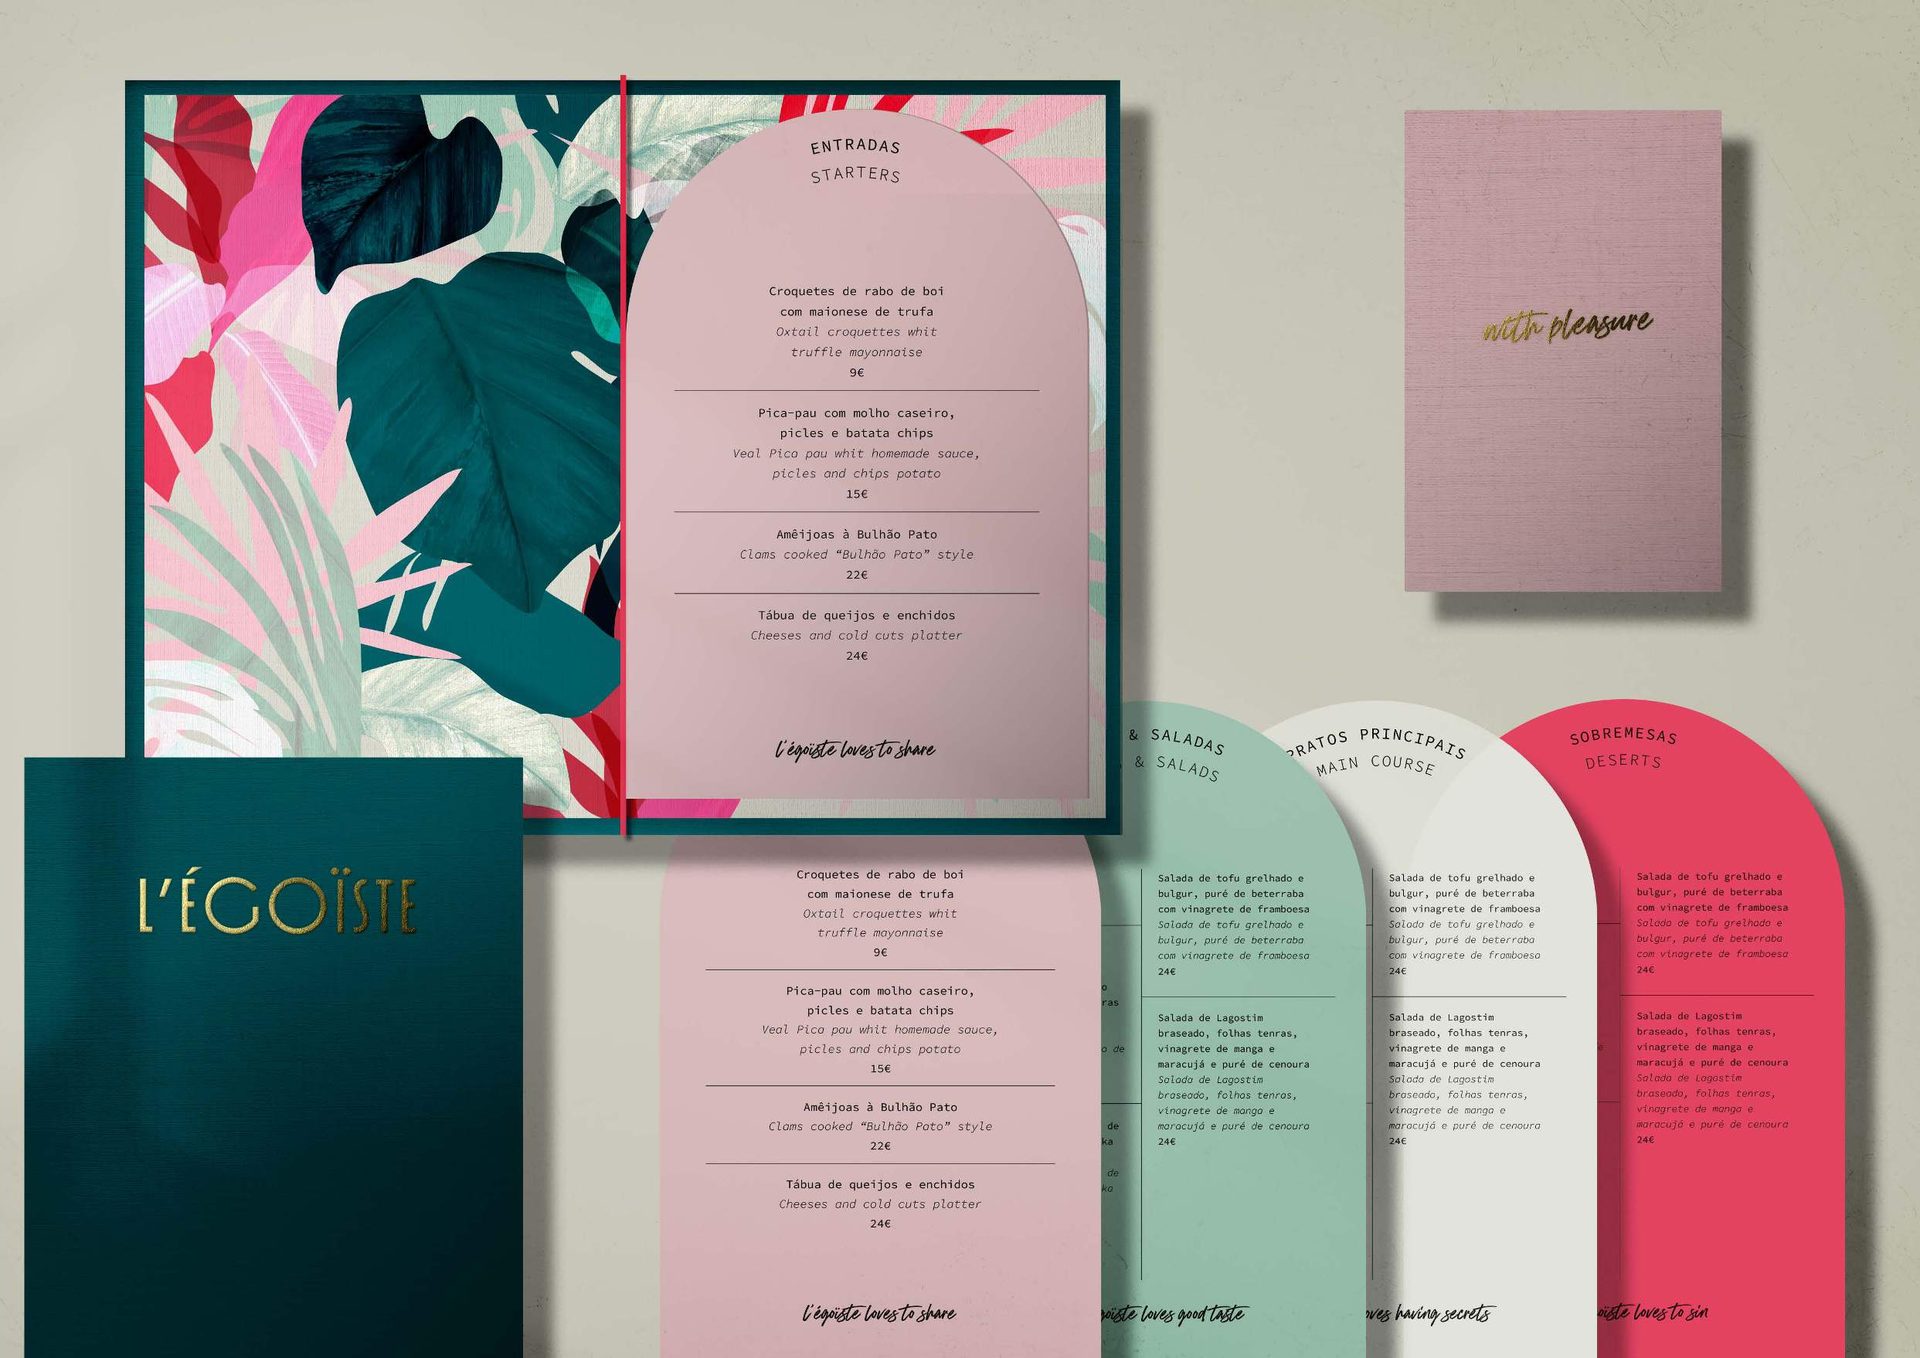 ENTRADAS
STARTERS
Croquetes de rabo de boi
com maionese de trufa
Oxtail croquettes whit
truffle mayonnaise
9€
Pica-pau com molho caseiro,
picles e batata chips
Veal Pica pau whit homemade sauce,
picles and chips potato
15€
Amêijoas à Bulhão Pato
Clams cooked “Bulhão Pato” style
22€
Tábua de queijos e enchidos
Cheeses and cold cuts platter
24€
l'égoïste loves to share
with pleasure
L'ÉGOÏSTE
Croquetes de rabo de boi
com maionese de trufa
Oxtail croquettes whit
truffle mayonnaise
9€
Pica-pau com molho caseiro,
picles e batata chips
Veal Pica pau whit homemade sauce,
picles and chips potato
15€
Amêijoas à Bulhão Pato
Clams cooked “Bulhão Pato” style
22€
Tábua de queijos e enchidos
Cheeses and cold cuts platter
24€
l'égoïste loves to share
& SALADAS
& SALADS
Salada de tofu grelhado e
bulgur, puré de beterraba
com vinagrete de framboesa
Salada de tofu grelhado e
bulgur, puré de beterraba
com vinagrete de framboesa
24€
Salada de Lagostim
braseado, folhas tenras,
vinagrete de manga e
maracujá e puré de cenoura
Salada de Lagostim
braseado, folhas tenras,
vinagrete de manga e
maracujá e puré de cenoura
24€
loves good taste
PRATOS PRINCIPAIS
MAIN COURSE
Salada de tofu grelhado e
bulgur, puré de beterraba
com vinagrete de framboesa
Salada de tofu grelhado e
bulgur, puré de beterraba
com vinagrete de framboesa
24€
Salada de Lagostim
braseado, folhas tenras,
vinagrete de manga e
maracujá e puré de cenoura
Salada de Lagostim
braseado, folhas tenras,
vinagrete de manga e
maracujá e puré de cenoura
24€
having secrets
SOBREMESAS
DESERTS
Salada de tofu grelhado e
bulgur, puré de beterraba
com vinagrete de framboesa
Salada de tofu grelhado e
bulgur, puré de beterraba
com vinagrete de framboesa
24€
Salada de Lagostim
braseado, folhas tenras,
vinagrete de manga e
maracujá e puré de cenoura
Salada de Lagostim
braseado, folhas tenras,
vinagrete de manga e
maracujá e puré de cenoura
24€
loves to sin